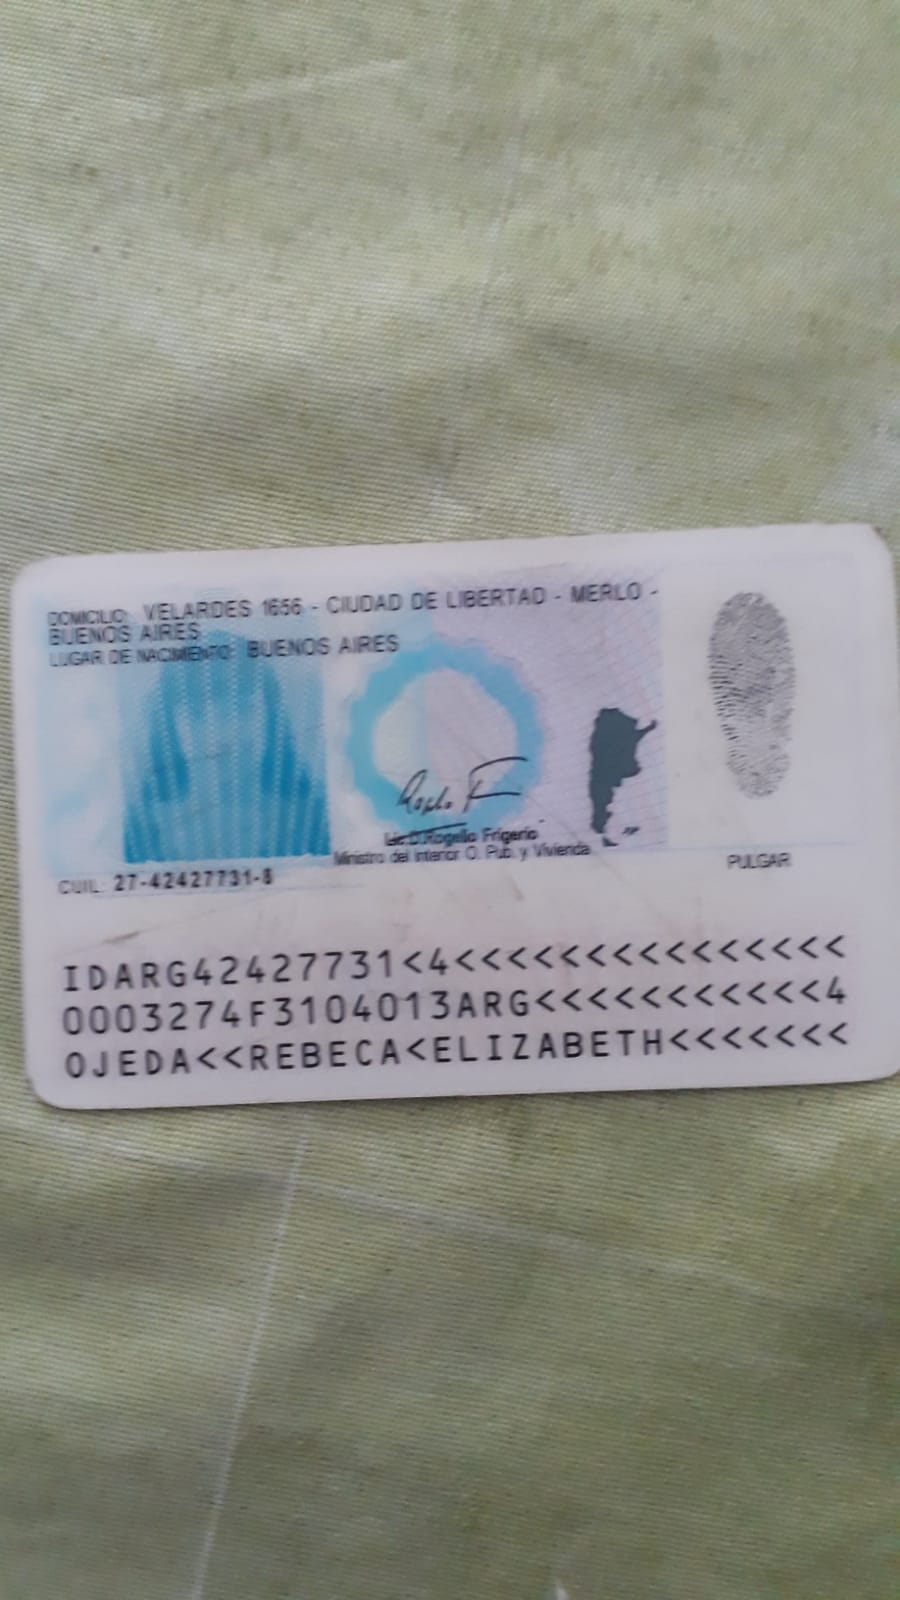 DOMICILIO: VELARDES 1656 - CIUDAD DE LIBERTAD - MERLO -
BUENOS AIRES
LUGAR DE NACIMIENTO: BUENOS AIRES
Lic. Rogelio Frigerio
Ministro del Interior O. Pub. y Vivienda
PULGAR
CUIL: 27-42427731-8
IDARG42427731<4<<<<<<<<<<<<<<<
0003274F3104013ARG<<<<<<<<<<<4
OJEDA<<REBECA<ELIZABETH<<<<<<<